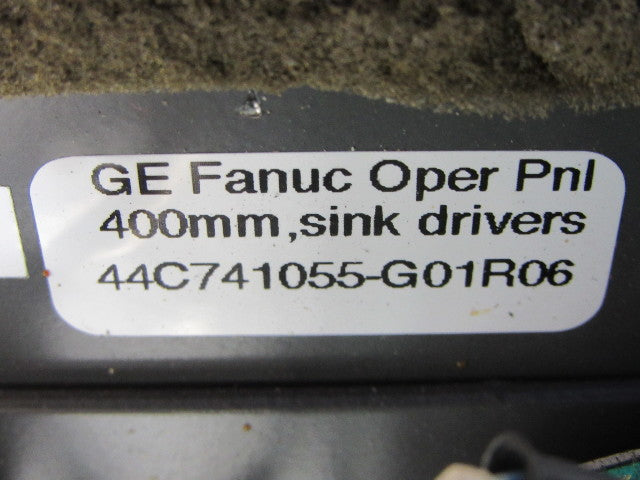 GE Fanuc Oper Pnl
400mm,sink drivers
44C741055-G01R06